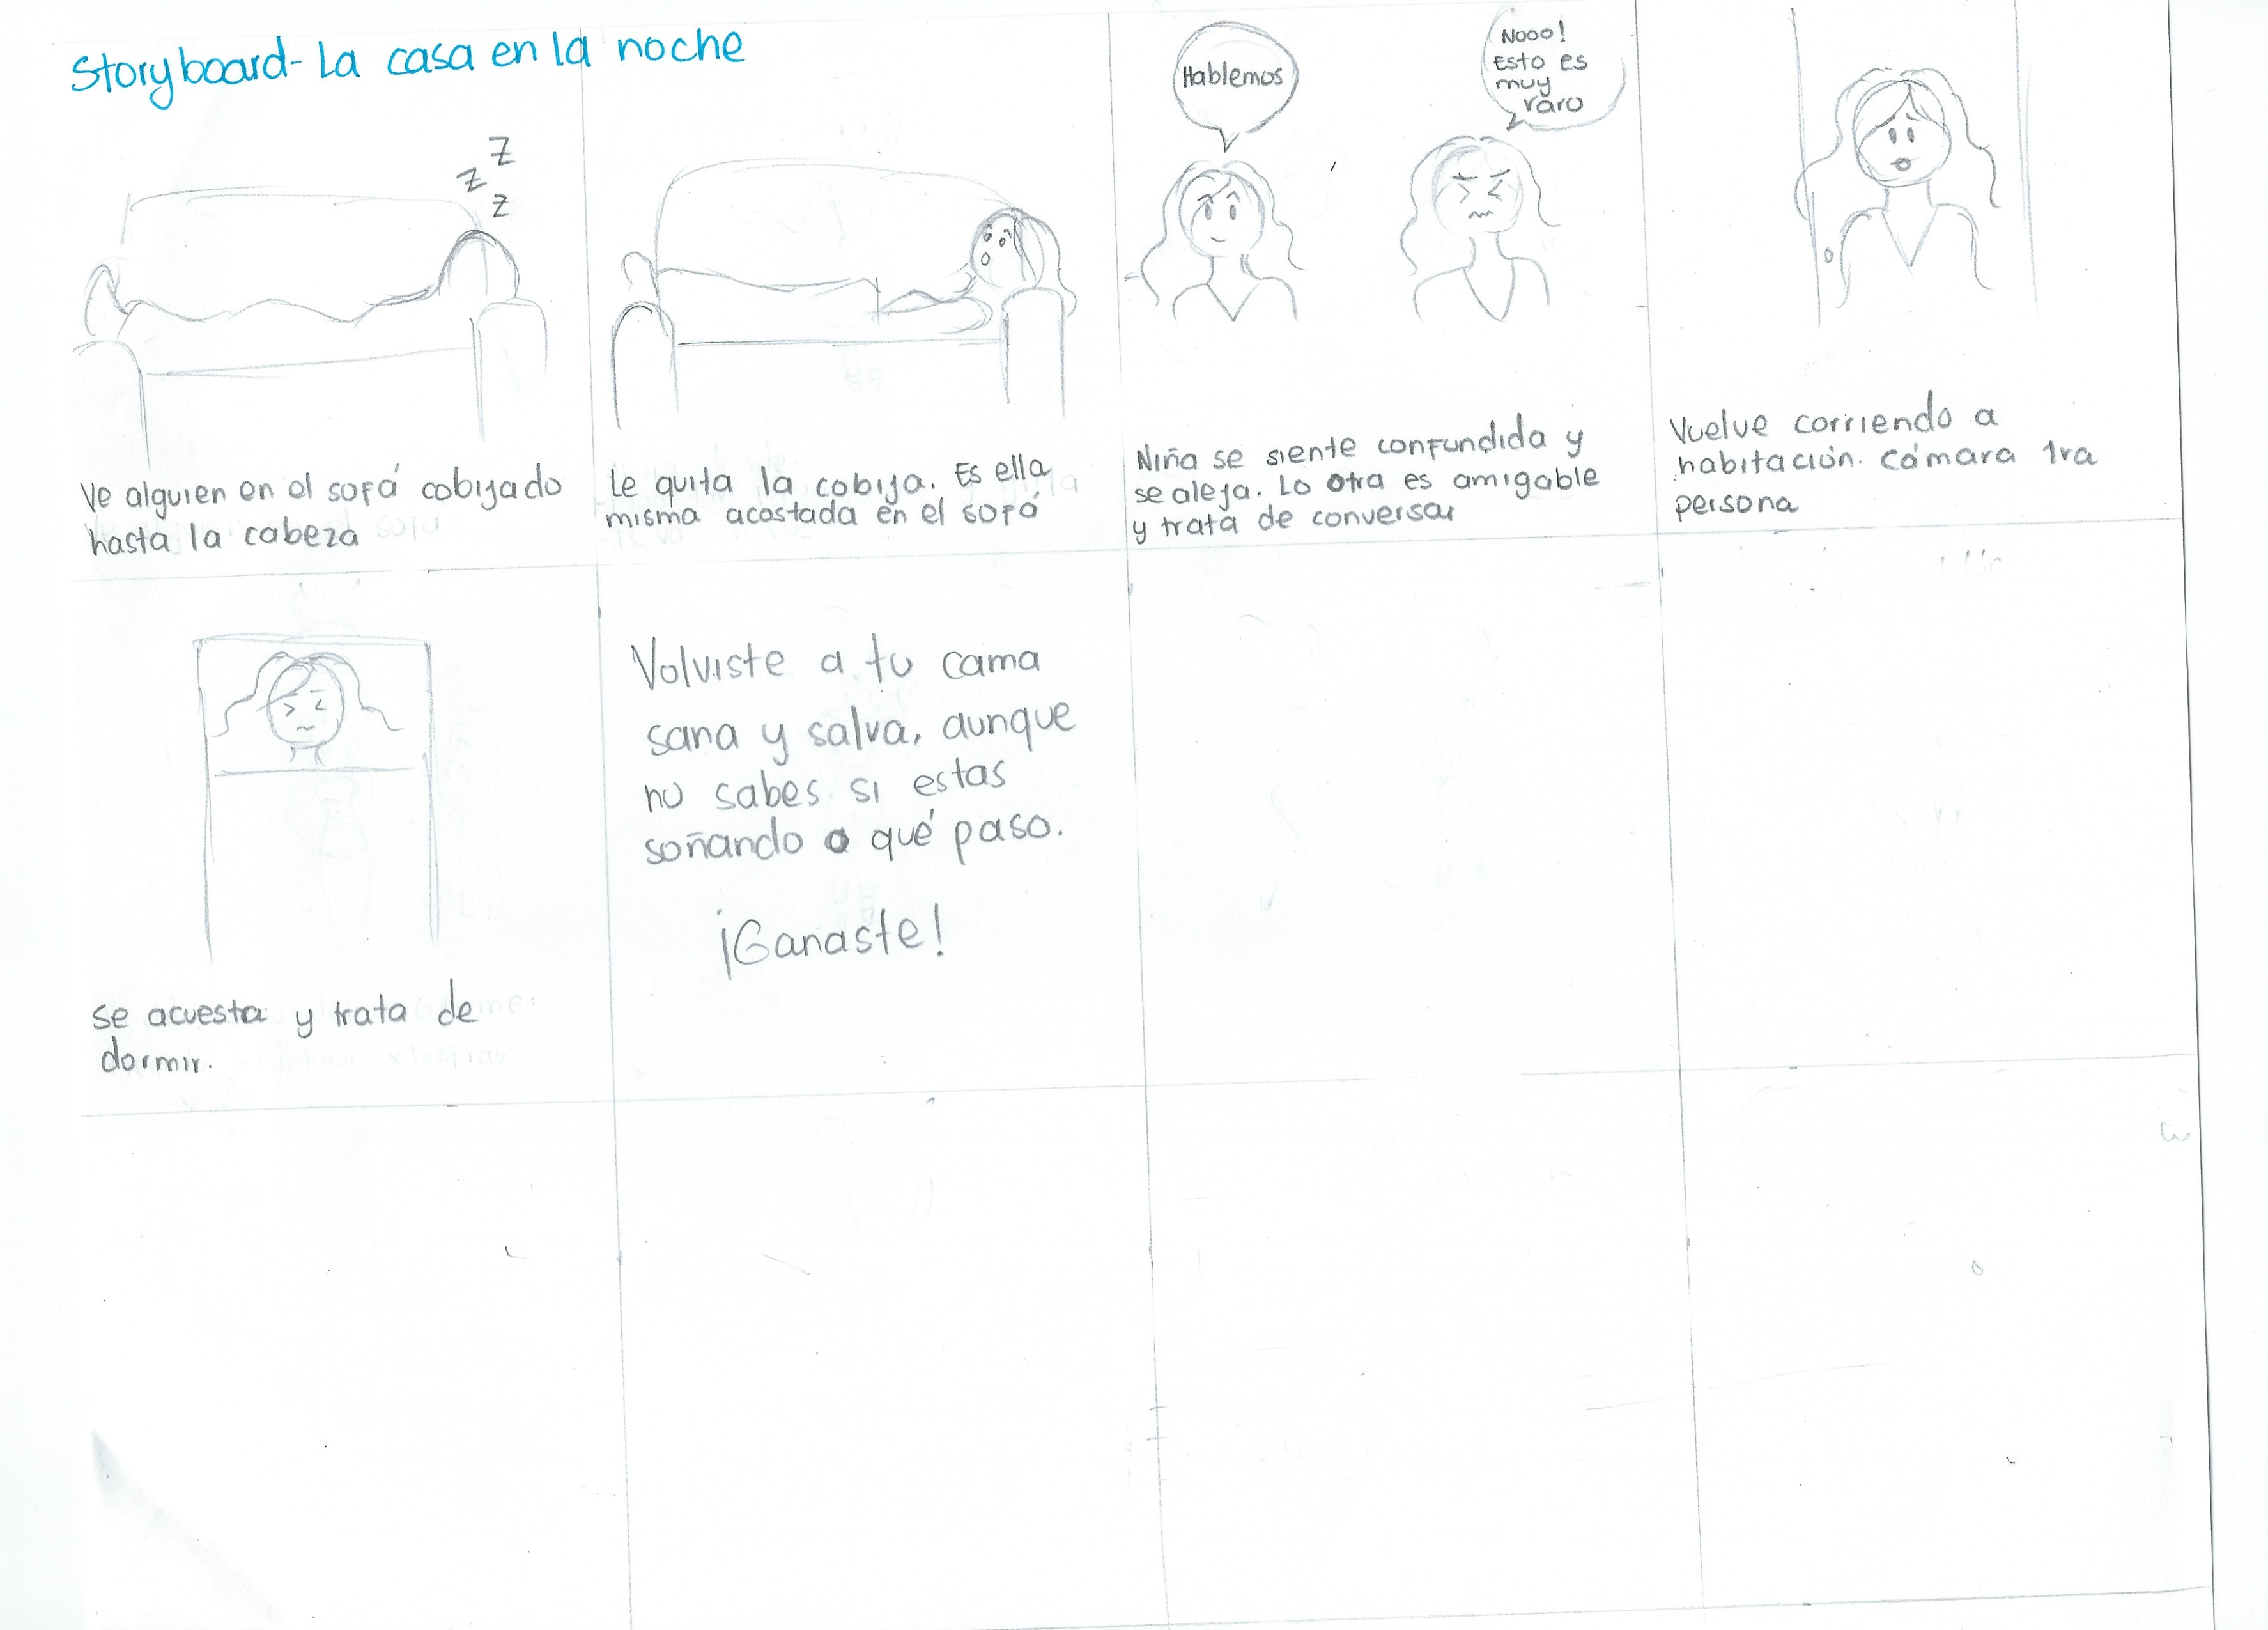 Storyboard- La casa en la noche
Z
Z
Z
Ve alguien en el sofá cobijado
hasta la cabeza
Le quita la cobija. Es ella
misma acostada en el sofá
Hablemos
Nooo!
Esto es
muy
raro
Niña se siente confundida y
se aleja. Lo otra es amigable
y trata de conversar
Vuelve corriendo a
habitación. cámara 1ra
persona
se acuesta y trata de
dormir.
Volviste a tu cama
sana y salva, aunque
no sabes si estas
soñando o qué paso.
¡Ganaste!